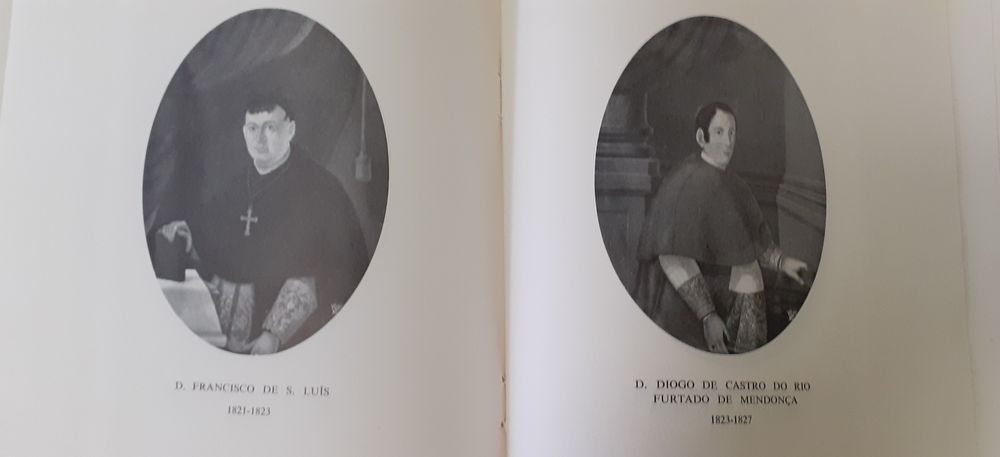 D. FRANCISCO DE S. LUÍS
1821-1823
D. DIOGO DE CASTRO DO RIO
FURTADO DE MENDONÇA
1823-1827